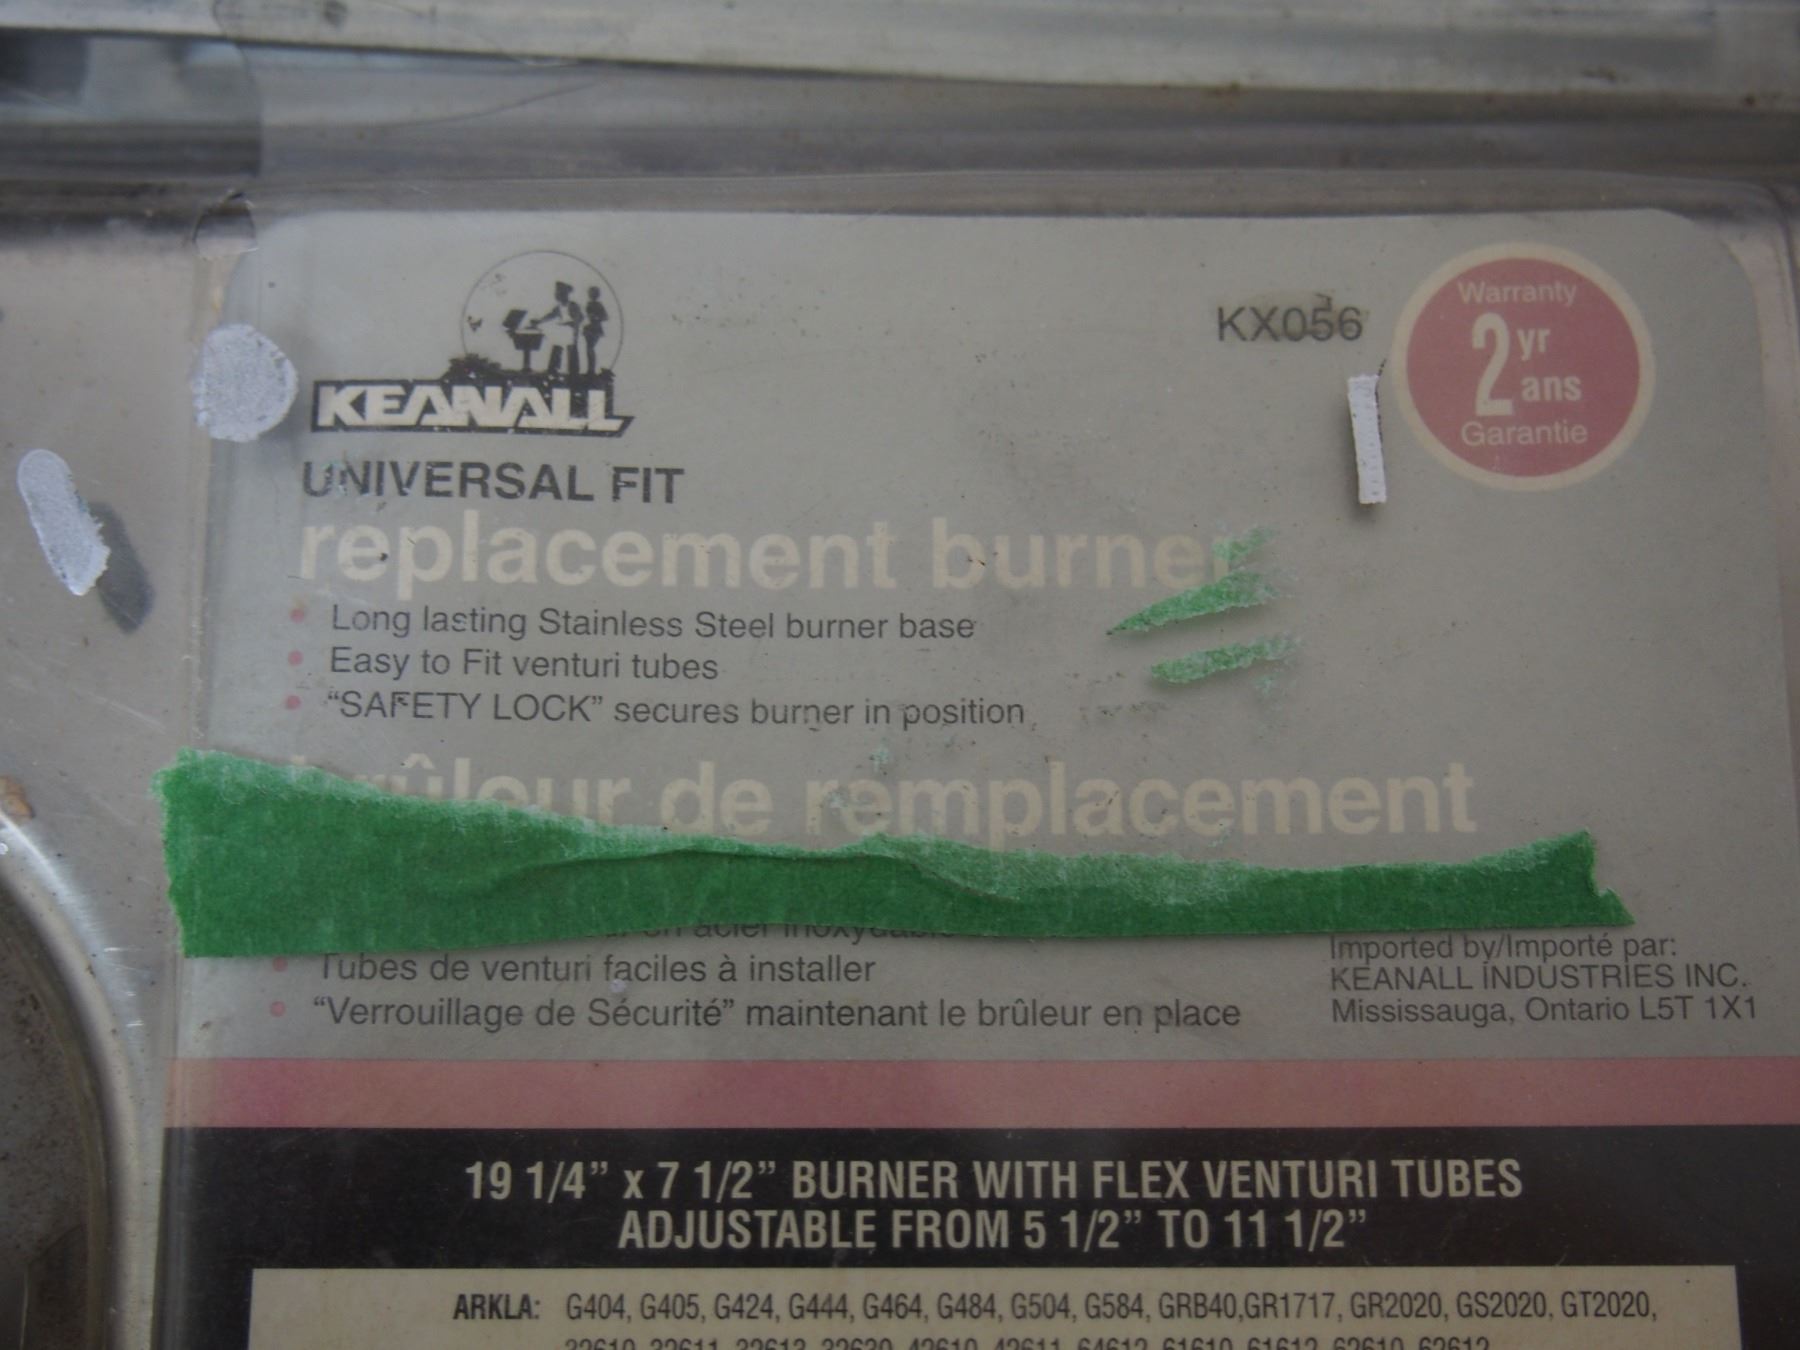 KX056
Warranty
2 yr
ans
Garantie
KEANALL
UNIVERSAL FIT
replacement burner
Long lasting Stainless Steel burner base
Easy to Fit venturi tubes
“SAFETY LOCK” secures burner in position
brûleur de remplacement
en acier inoxydable
Tubes de venturi faciles à installer
“Verrouillage de Sécurité” maintenant le brûleur en place
Imported by/Importé par:
KEANALL INDUSTRIES INC.
Mississauga, Ontario L5T 1X1
19 1/4” x 7 1/2” BURNER WITH FLEX VENTURI TUBES
ADJUSTABLE FROM 5 1/2” TO 11 1/2”
ARKLA: G404, G405, G424, G444, G464, G484, G504, G584, GRB40,GR1717, GR2020, GS2020, GT2020,